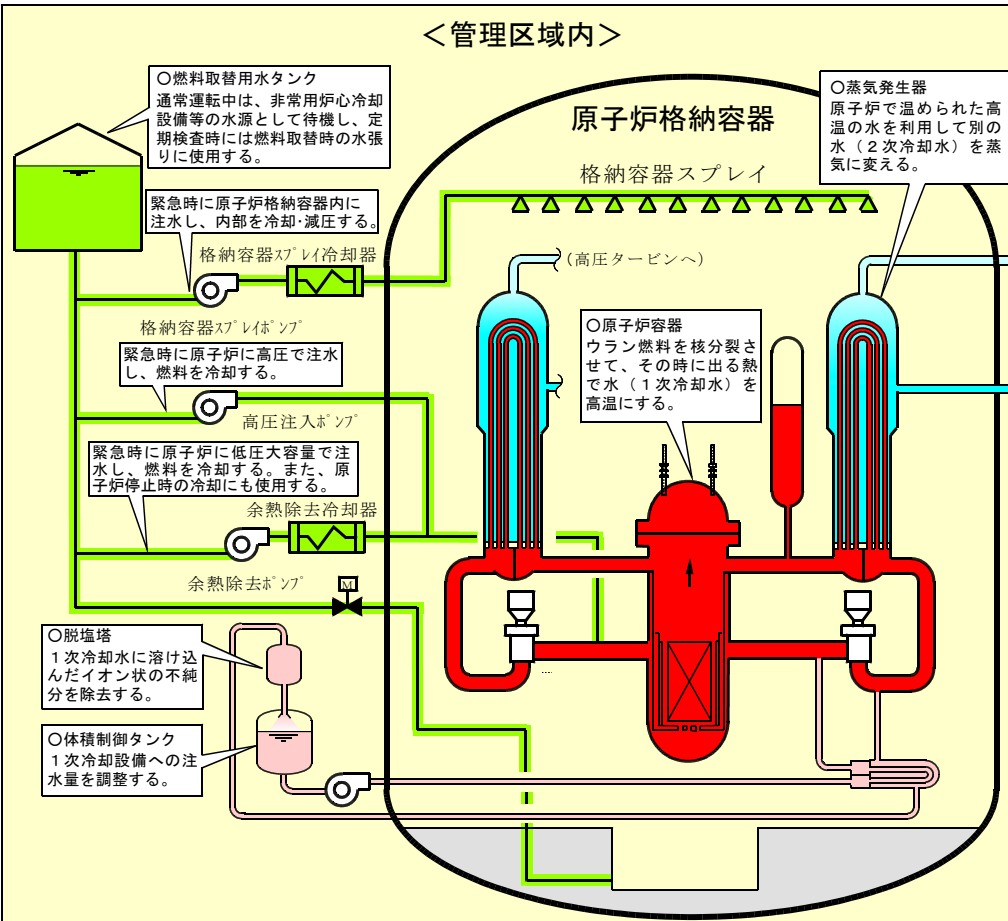 ＜管理区域内＞
○燃料取替用水タンク
通常運転中は、非常用炉心冷却
設備等の水源として待機し、定
期検査時には燃料取替時の水張
りに使用する。
原子炉格納容器
格納容器スプレイ
○蒸気発生器
原子炉で温められた高
温の水を利用して別の
水（２次冷却水）を蒸
気に変える。
緊急時に原子炉格納容器内に
注水し、内部を冷却･減圧する。
格納容器ｽﾌﾟﾚｲ冷却器
（高圧タービンへ）
格納容器ｽﾌﾟﾚｲﾎﾟﾝﾌﾟ
○原子炉容器
ウラン燃料を核分裂さ
せて、その時に出る熱
で水（１次冷却水）を
高温にする。
緊急時に原子炉に高圧で注水
し、燃料を冷却する。
高圧注入ﾎﾟﾝﾌﾟ
緊急時に原子炉に低圧大容量で注
水し、燃料を冷却する。また、原
子炉停止時の冷却にも使用する。
余熱除去冷却器
余熱除去ﾎﾟﾝﾌﾟ
M
○脱塩塔
１次冷却水に溶け込
んだイオン状の不純
分を除去する。
○体積制御タンク
１次冷却設備への注
水量を調整する。